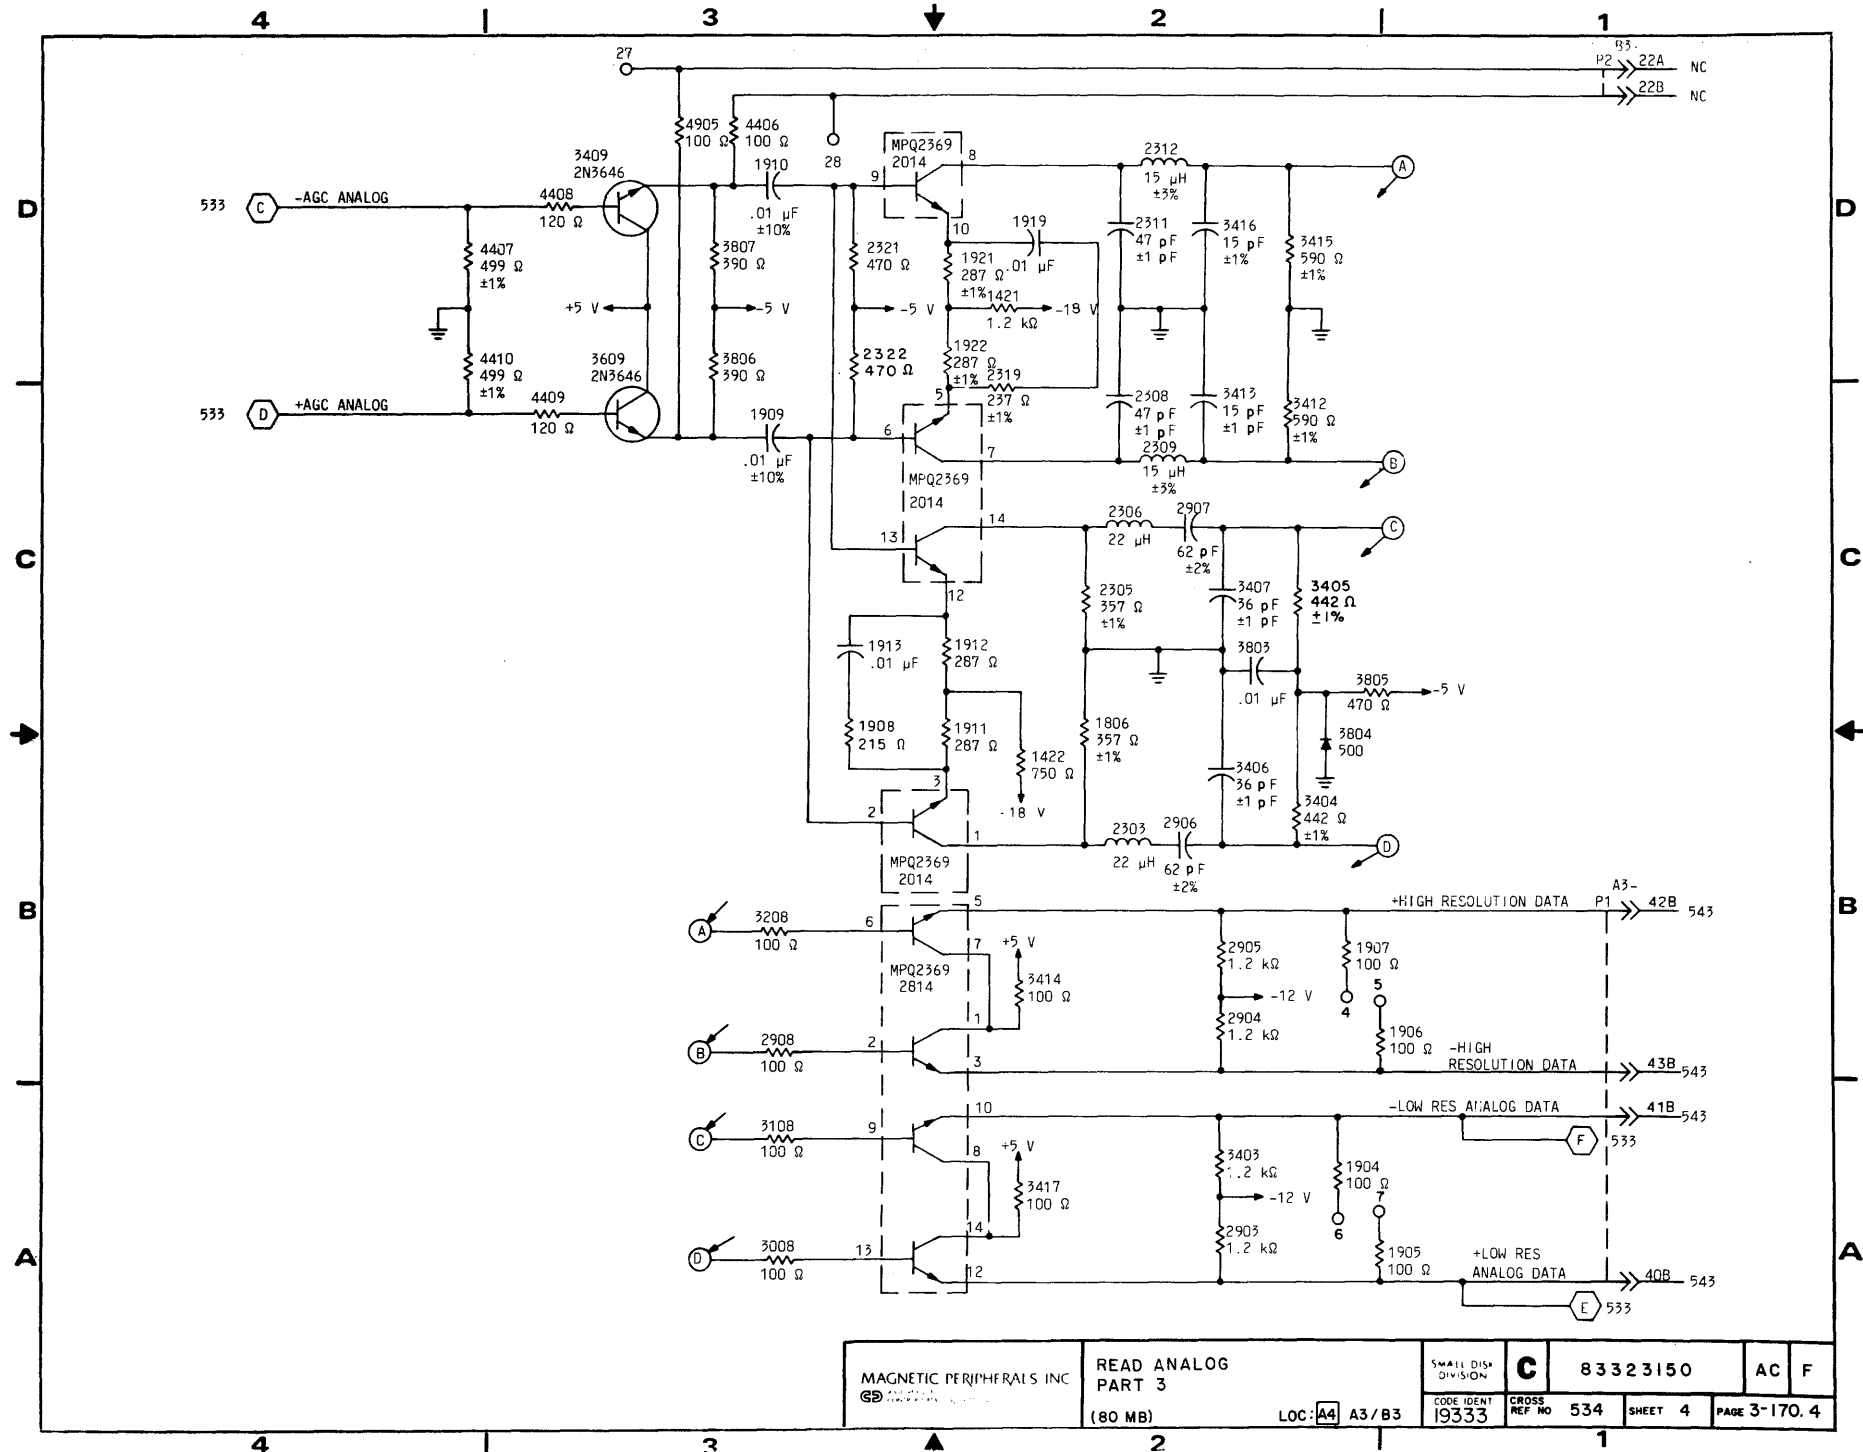 4 3 2 1
27
B3-
P2 22A NC
22B NC
4905
100 Ω
4406
100 Ω
28
3409
2N3646
1910
.01 µF
±10%
MPQ2369
2014
8
9
10
2312
15 µH
±3%
A
D
D
533 C -AGC ANALOG
4408
120 Ω
4407
499 Ω
±1%
3807
390 Ω
2321
470 Ω
1919
.01 µF
1921
287 Ω
±1%
2311
47 pF
±1 pF
3416
15 pF
±1%
3415
590 Ω
±1%
+5 V
-5 V
-5 V
1421
1.2 kΩ
-18 V
4410
499 Ω
±1%
3609
2N3646
3806
390 Ω
2322
470 Ω
1922
287 Ω
±1%
2319
237 Ω
±1%
533 D +AGC ANALOG
4409
120 Ω
1909
.01 µF
±10%
5
6
7
MPQ2369
2014
2308
47 pF
±1 pF
3413
15 pF
±1 pF
3412
590 Ω
±1%
2309
15 µH
±3%
B
14
13
12
2306
22 µH
2907
62 pF
±2%
C
C
C
2305
357 Ω
±1%
3407
36 pF
±1 pF
3405
442 Ω
±1%
1913
.01 µF
1912
287 Ω
3803
.01 µF
3805
470 Ω
-5 V
1908
215 Ω
1911
287 Ω
1422
750 Ω
-18 V
1806
357 Ω
±1%
3804
500
3406
36 pF
±1 pF
3404
442 Ω
±1%
3
2
1
MPQ2369
2014
2303
22 µH
2906
62 pF
±2%
D
B
B
A
3208
100 Ω
6
5
7
MPQ2369
2814
+5 V
3414
100 Ω
+HIGH RESOLUTION DATA
A3-
P1 42B 543
2905
1.2 kΩ
1907
100 Ω
-12 V
4
5
2904
1.2 kΩ
1906
100 Ω
B
2908
100 Ω
2
1
3
-HIGH
RESOLUTION DATA
43B 543
C
3108
100 Ω
9
10
8
-LOW RES ANALOG DATA
41B 543
F 533
+5 V
3417
100 Ω
3403
1.2 kΩ
1904
100 Ω
-12 V
6
7
2903
1.2 kΩ
1905
100 Ω
A
A
D
3008
100 Ω
13
14
12
+LOW RES
ANALOG DATA
40B 543
E 533
MAGNETIC PERIPHERALS INC
READ ANALOG
PART 3
(80 MB)
LOC: A4 A3/B3
SMALL DISK
DIVISION
C 83323150 AC F
CODE IDENT
19333
CROSS
REF NO 534
SHEET 4
PAGE 3-170.4
4 3 2 1